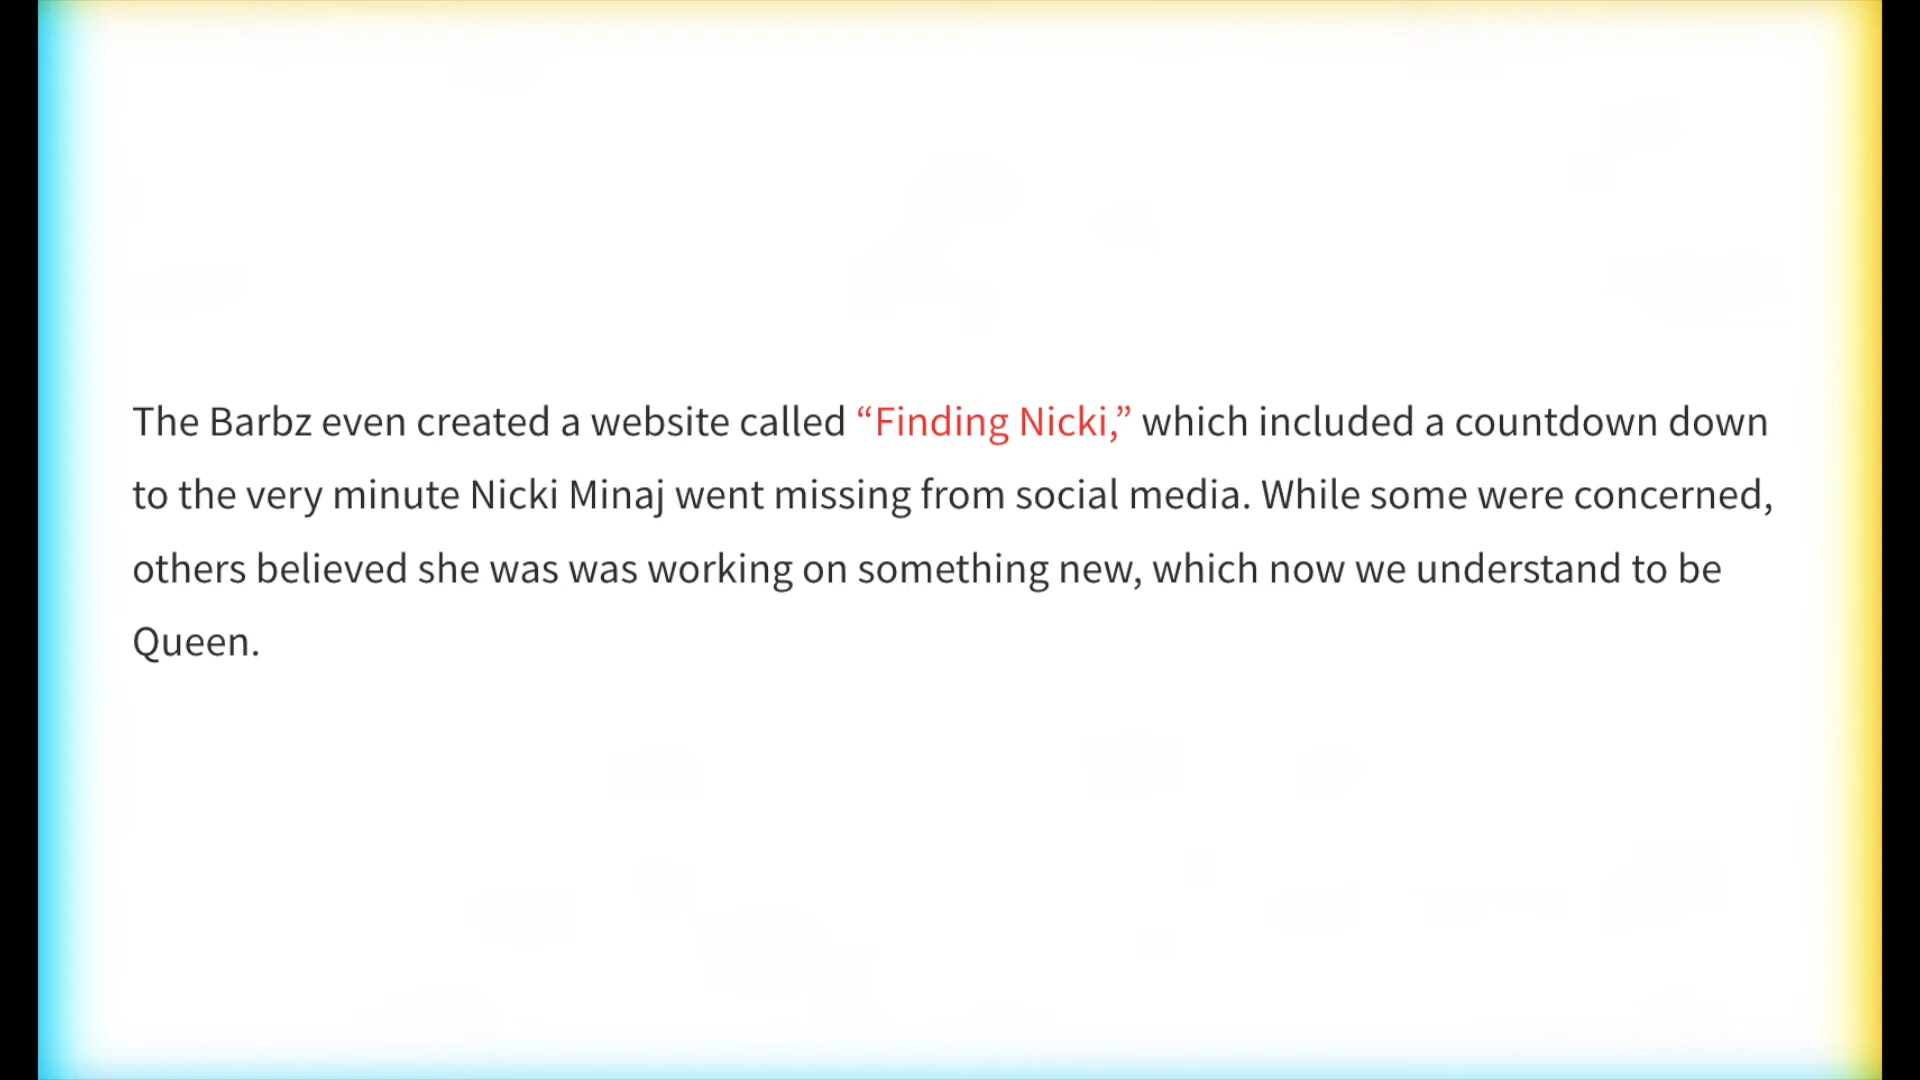 The Barbz even created a website called “Finding Nicki,” which included a countdown down
to the very minute Nicki Minaj went missing from social media. While some were concerned,
others believed she was was working on something new, which now we understand to be
Queen.